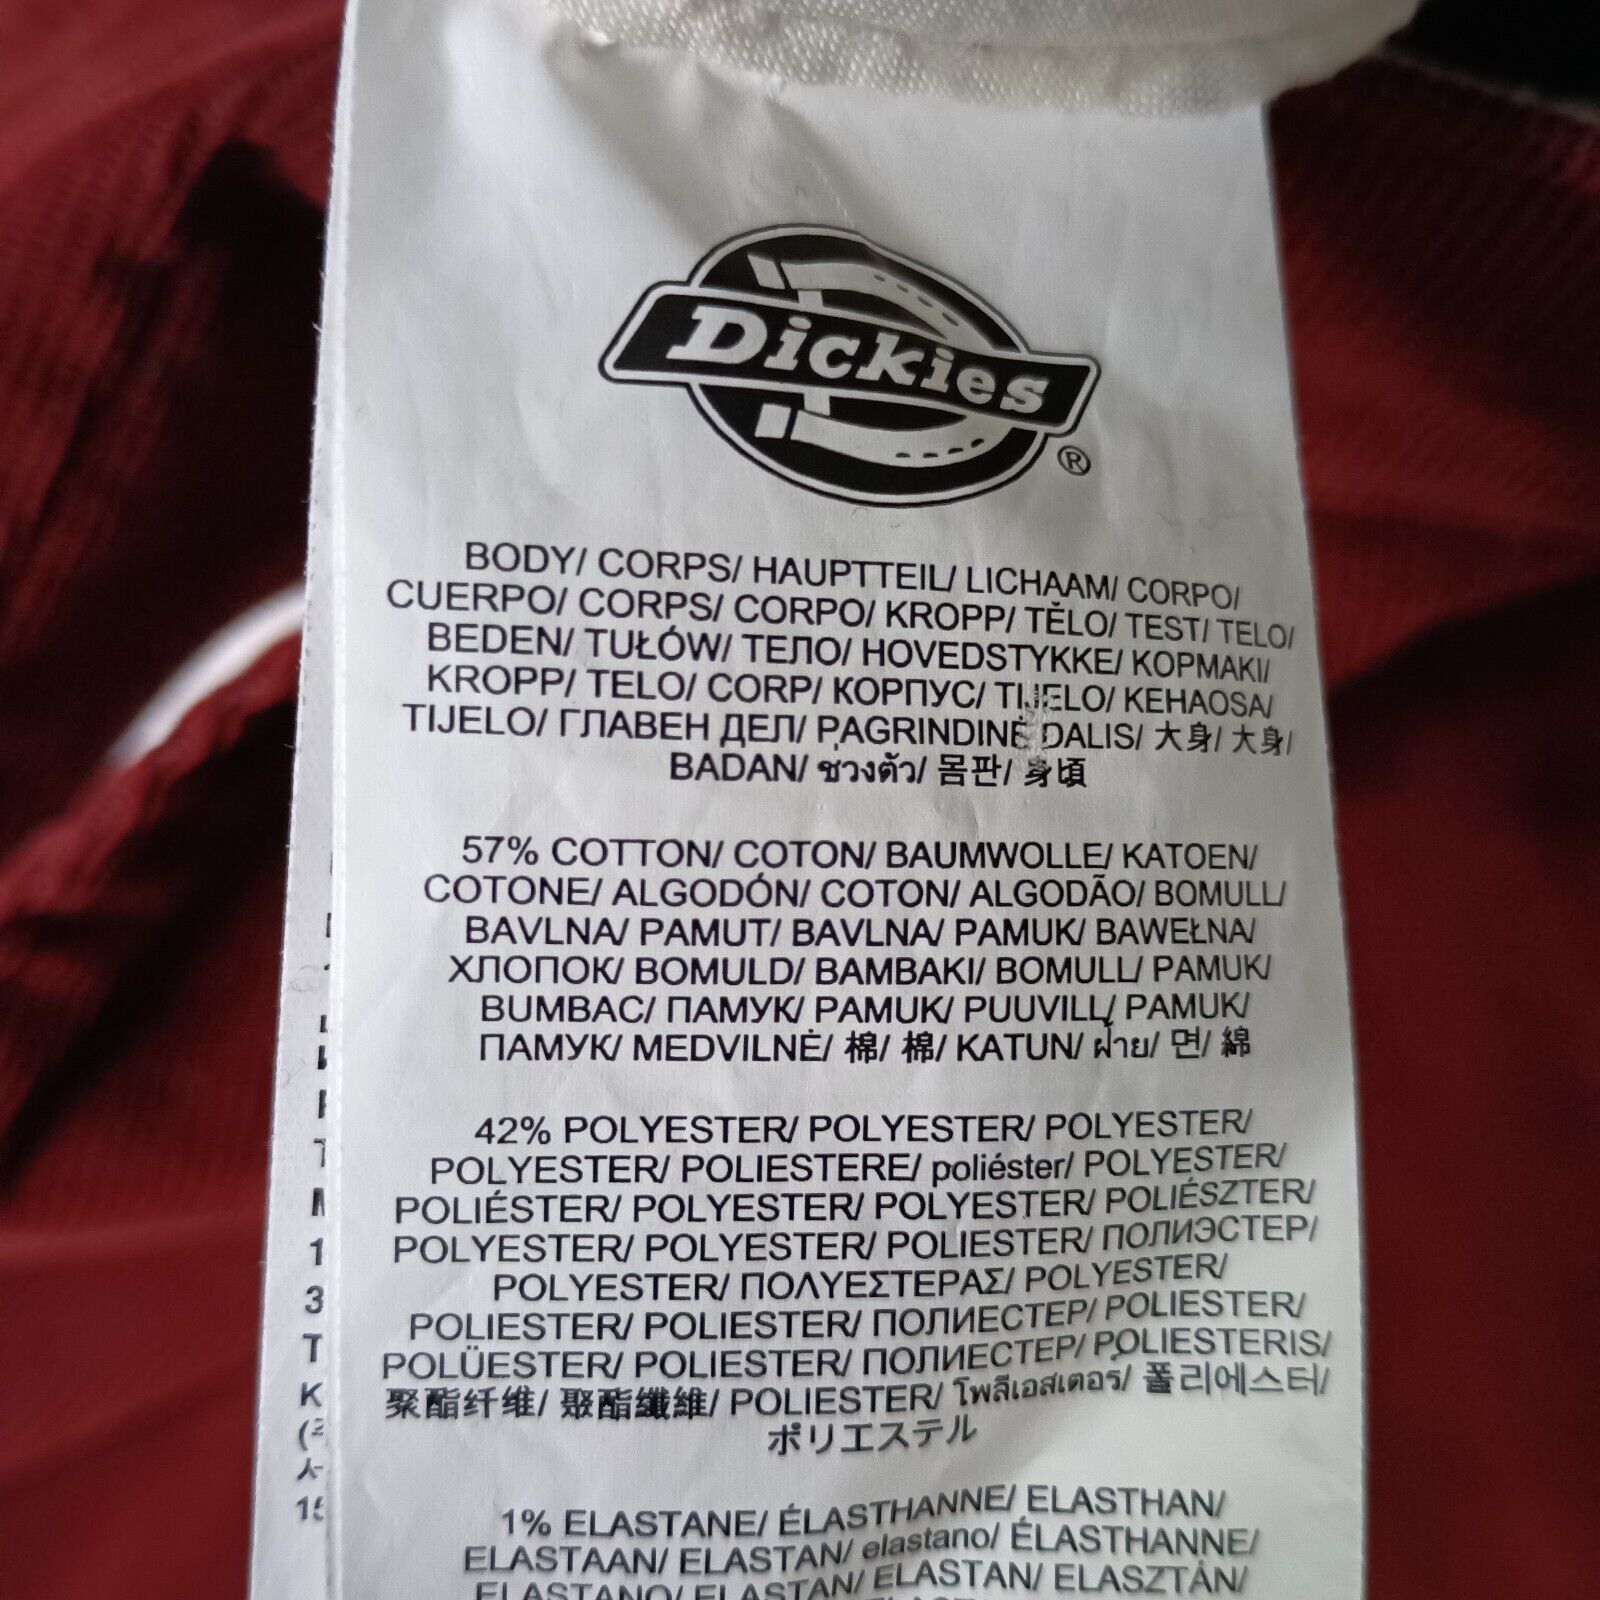 Dickies
®
BODY/ CORPS/ HAUPTTEIL/ LICHAAM/ CORPO/
CUERPO/ CORPS/ CORPO/ KROPP/ TĚLO/ TEST/ TELO/
BEDEN/ TUŁÓW/ ТЕЛО/ HOVEDSTYKKE/ ΚΟΡΜΑΚΙ/
KROPP/ TELO/ CORP/ КОРПУС/ TIJELO/ KEHAOSA/
TIJELO/ ГЛАВЕН ДЕЛ/ PAGRINDINĖ DALIS/ 大身/ 大身/
BADAN/ ช่วงตัว/ 몸판/ 身頃
57% COTTON/ COTON/ BAUMWOLLE/ KATOEN/
COTONE/ ALGODÓN/ COTON/ ALGODÃO/ BOMULL/
BAVLNA/ PAMUT/ BAVLNA/ PAMUK/ BAWEŁNA/
ХЛОПОК/ BOMULD/ BAMBAKI/ BOMULL/ PAMUK/
BUMBAC/ ПАМУК/ PAMUK/ PUUVILL/ PAMUK/
ПАМУК/ MEDVILNĖ/ 棉/ 棉/ KATUN/ ฝ้าย/ 면/ 綿
42% POLYESTER/ POLYESTER/ POLYESTER/
POLYESTER/ POLIESTERE/ poliéster/ POLYESTER/
POLIÉSTER/ POLYESTER/ POLYESTER/ POLIÉSZTER/
POLYESTER/ POLYESTER/ POLIESTER/ ПОЛИЭСТЕР/
POLYESTER/ ΠΟΛΥΕΣΤΕΡΑΣ/ POLYESTER/
POLIESTER/ POLIESTER/ ПОЛИЕСТЕР/ POLIESTER/
POLÜESTER/ POLIESTER/ ПОЛИЕСТЕР/ POLIESTERIS/
聚酯纤维/ 聚酯纖維/ POLIESTER/ โพลีเอสเตอร์/ 폴리에스터/
ポリエステル
1% ELASTANE/ ÉLASTHANNE/ ELASTHAN/
ELASTAAN/ ELASTAN/ elastano/ ÉLASTHANNE/
ELASTANO/ ELASTAN/ ELASTAN/ ELASZTÁN/